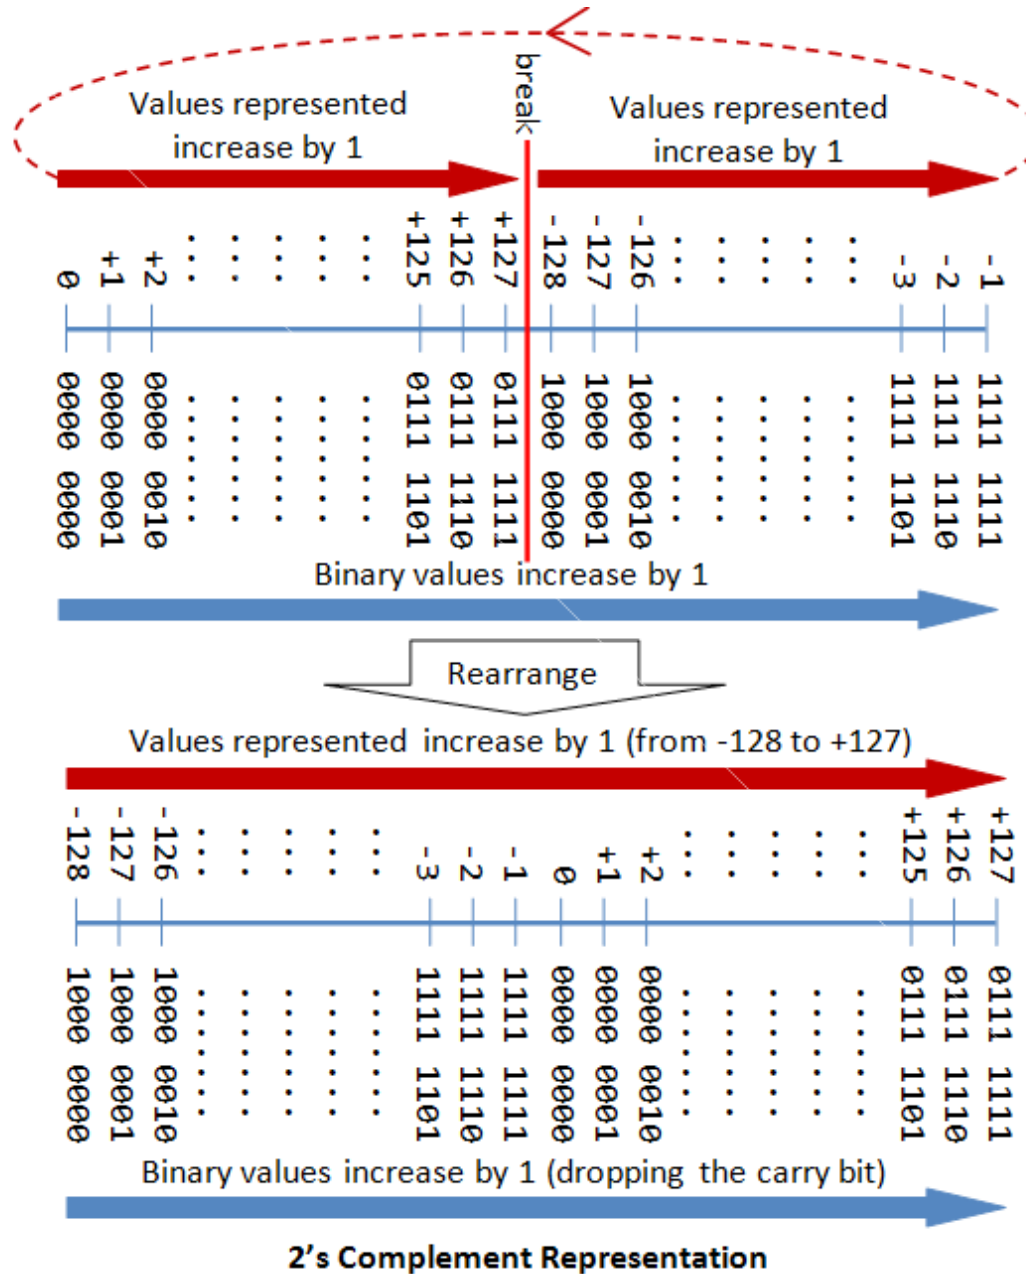 break
Values represented
increase by 1
Values represented
increase by 1
0 +1 +2 ..... +125 +126 +127 -128 -127 -126 ..... -3 -2 -1
0000 0000 0000 0001 0000 0010 ..... 0111 1101 0111 1110 0111 1111 1000 0000 1000 0001 1000 0010 ..... 1111 1101 1111 1110 1111 1111
Binary values increase by 1
Rearrange
Values represented increase by 1 (from -128 to +127)
-128 -127 -126 ..... -3 -2 -1 0 +1 +2 ..... +125 +126 +127
1000 0000 1000 0001 1000 0010 ..... 1111 1101 1111 1110 1111 1111 0000 0000 0000 0001 0000 0010 ..... 0111 1101 0111 1110 0111 1111
Binary values increase by 1 (dropping the carry bit)
2's Complement Representation